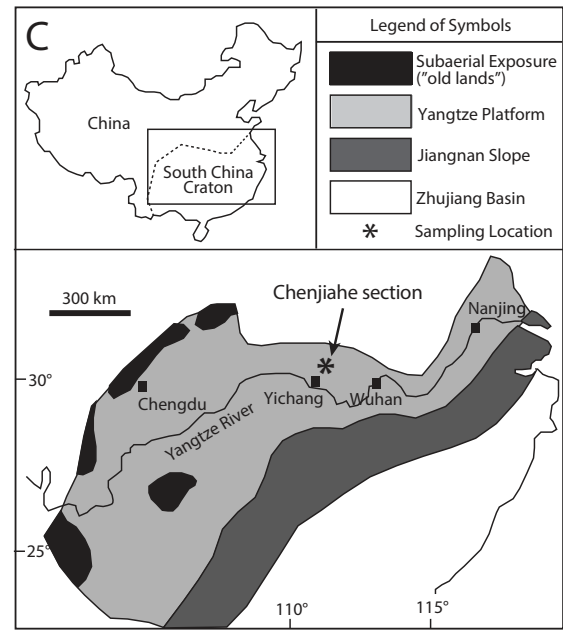 C
China
South China
Craton
Legend of Symbols
Subaerial Exposure
("old lands")
Yangtze Platform
Jiangnan Slope
Zhujiang Basin
* Sampling Location
300 km
Chenjiahe section
Nanjing
*
30°
Chengdu
Yichang
Wuhan
Yangtze River
25°
110°
115°